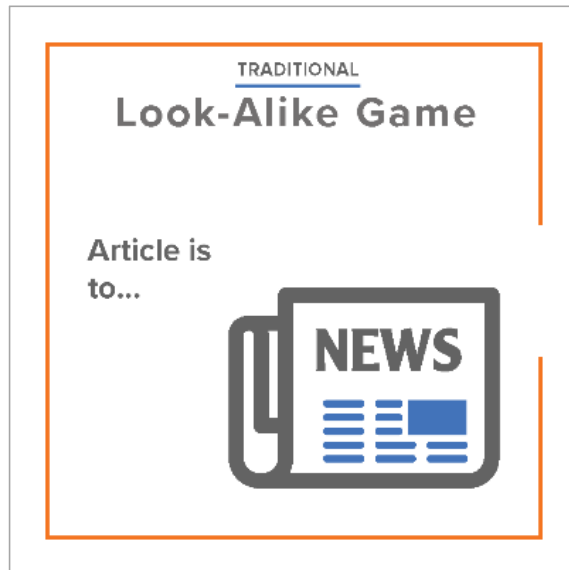 TRADITIONAL
Look-Alike Game
Article is
to...
NEWS